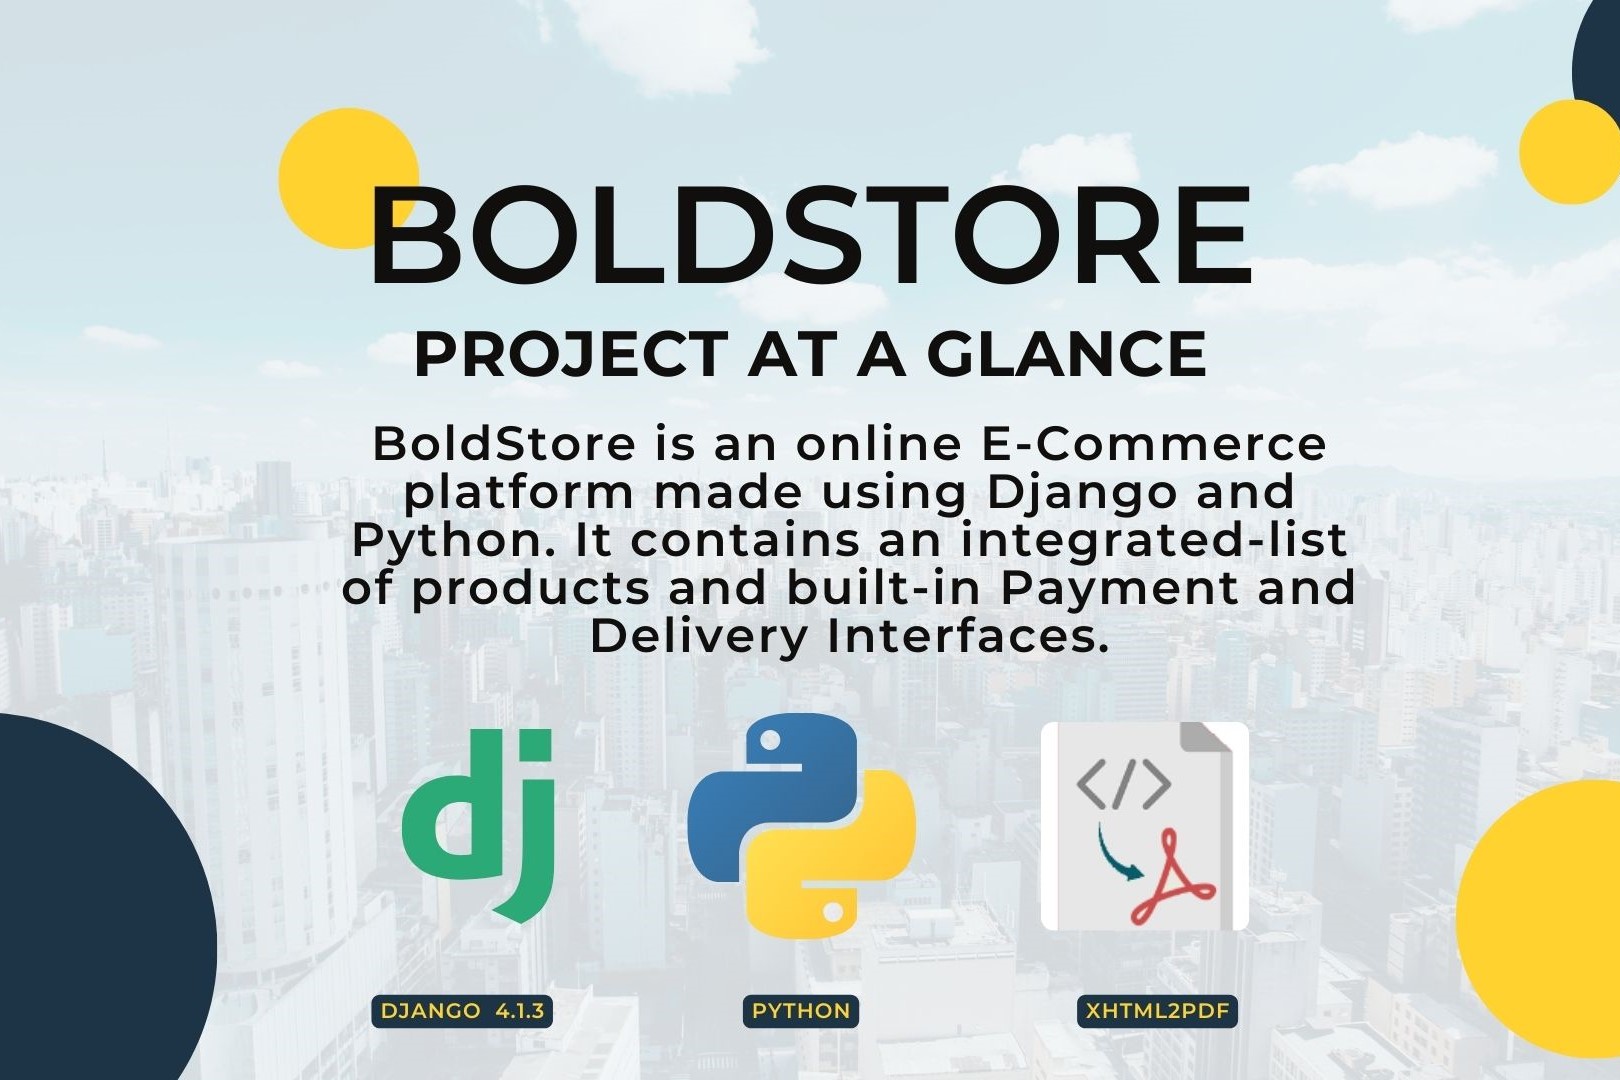 BOLDSTORE
PROJECT AT A GLANCE
BoldStore is an online E-Commerce
platform made using Django and
Python. It contains an integrated-list
of products and built-in Payment and
Delivery Interfaces.
dj
</>
DJANGO 4.1.3
PYTHON
XHTML2PDF